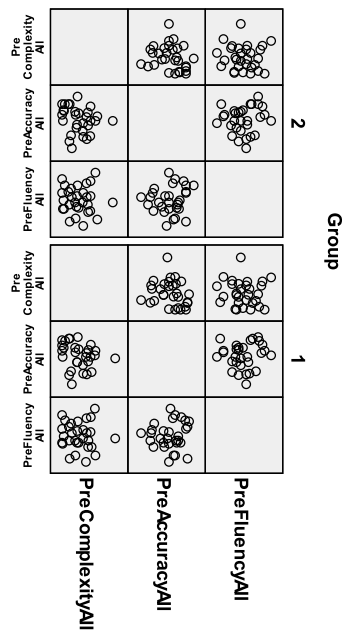 Group
2
1
Pre
Complexity
All
PreAccuracy
All
PreFluency
All
Pre
Complexity
All
PreAccuracy
All
PreFluency
All
PreFluencyAll
PreAccuracyAll
PreComplexityAll